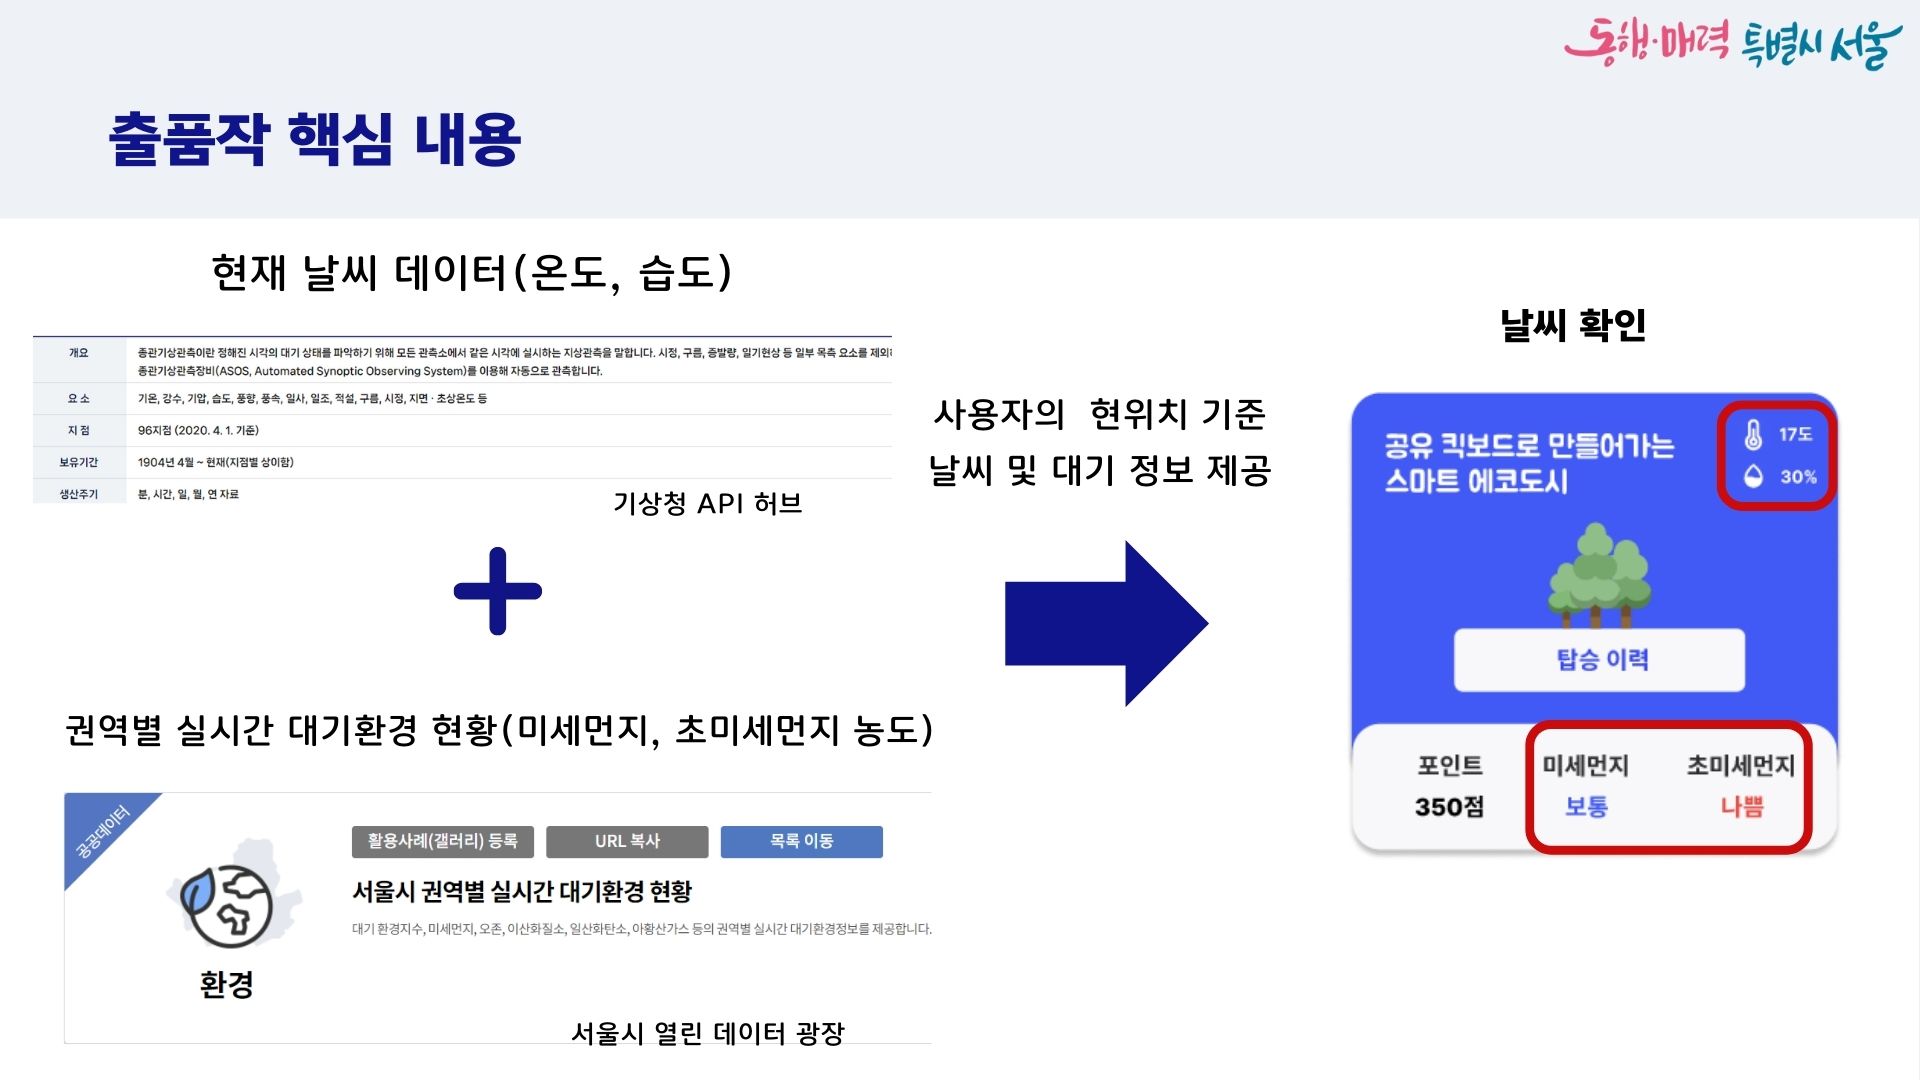 동행·매력 특별시 서울
출품작 핵심 내용
현재 날씨 데이터(온도, 습도)
개요
종관기상관측이란 정해진 시각의 대기 상태를 파악하기 위해 모든 관측소에서 같은 시각에 실시하는 지상관측을 말합니다. 시정, 구름, 증발량, 일기현상 등 일부 목측 요소를 제외하
종관기상관측장비(ASOS, Automated Synoptic Observing System)를 이용해 자동으로 관측합니다.
요 소
기온, 강수, 기압, 습도, 풍향, 풍속, 일사, 일조, 적설, 구름, 시정, 지면 · 초상온도 등
지 점
96지점 (2020. 4. 1. 기준)
보유기간
1904년 4월 ~ 현재(지점별 상이함)
생산주기
분, 시간, 일, 월, 연 자료
기상청 API 허브
권역별 실시간 대기환경 현황(미세먼지, 초미세먼지 농도)
공공데이터
환경
활용사례(갤러리) 등록
URL 복사
목록 이동
서울시 권역별 실시간 대기환경 현황
대기 환경지수, 미세먼지, 오존, 이산화질소, 일산화탄소, 아황산가스 등의 권역별 실시간 대기환경정보를 제공합니다.
서울시 열린 데이터 광장
사용자의 현위치 기준
날씨 및 대기 정보 제공
날씨 확인
공유 킥보드로 만들어가는
스마트 에코도시
17도
30%
탑승 이력
포인트
350점
미세먼지
보통
초미세먼지
나쁨